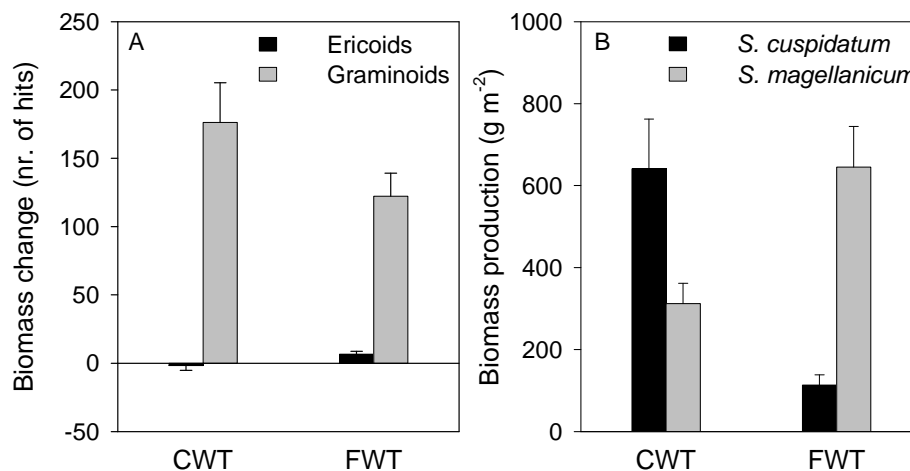 A
Ericoids
Graminoids
Biomass change (nr. of hits)
250
200
150
100
50
0
-50
CWT
FWT
B
S. cuspidatum
S. magellanicum
Biomass production (g m⁻²)
1000
800
600
400
200
0
CWT
FWT